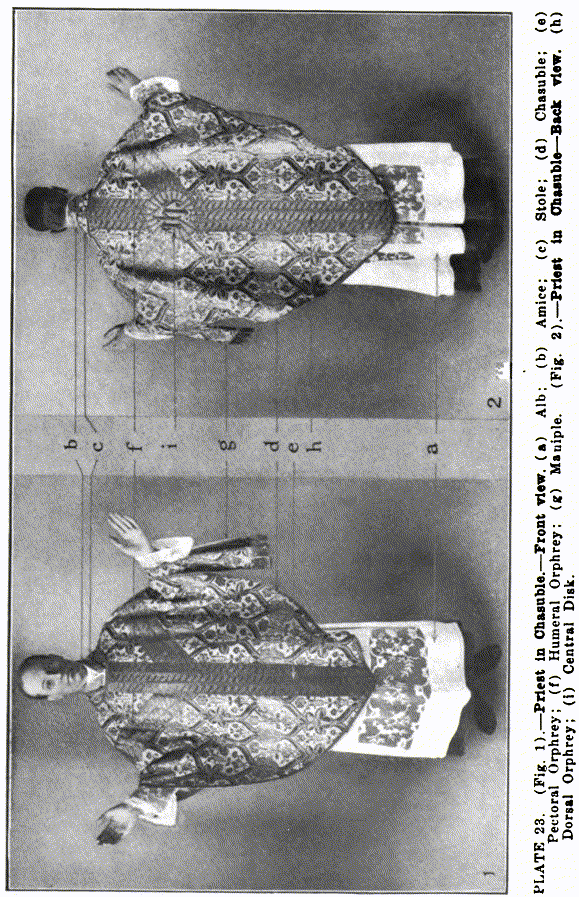 b
c
f
i
g
d
e
h
a
1
2
PLATE 23. (Fig. 1).—Priest in Chasuble.—Front view. (a) Alb; (b) Amice; (c) Stole; (d) Chasuble; (e)
Pectoral Orphrey; (f) Humeral Orphrey; (g) Maniple. (Fig. 2).—Priest in Chasuble—Back view. (h)
Dorsal Orphrey; (i) Central Disk.